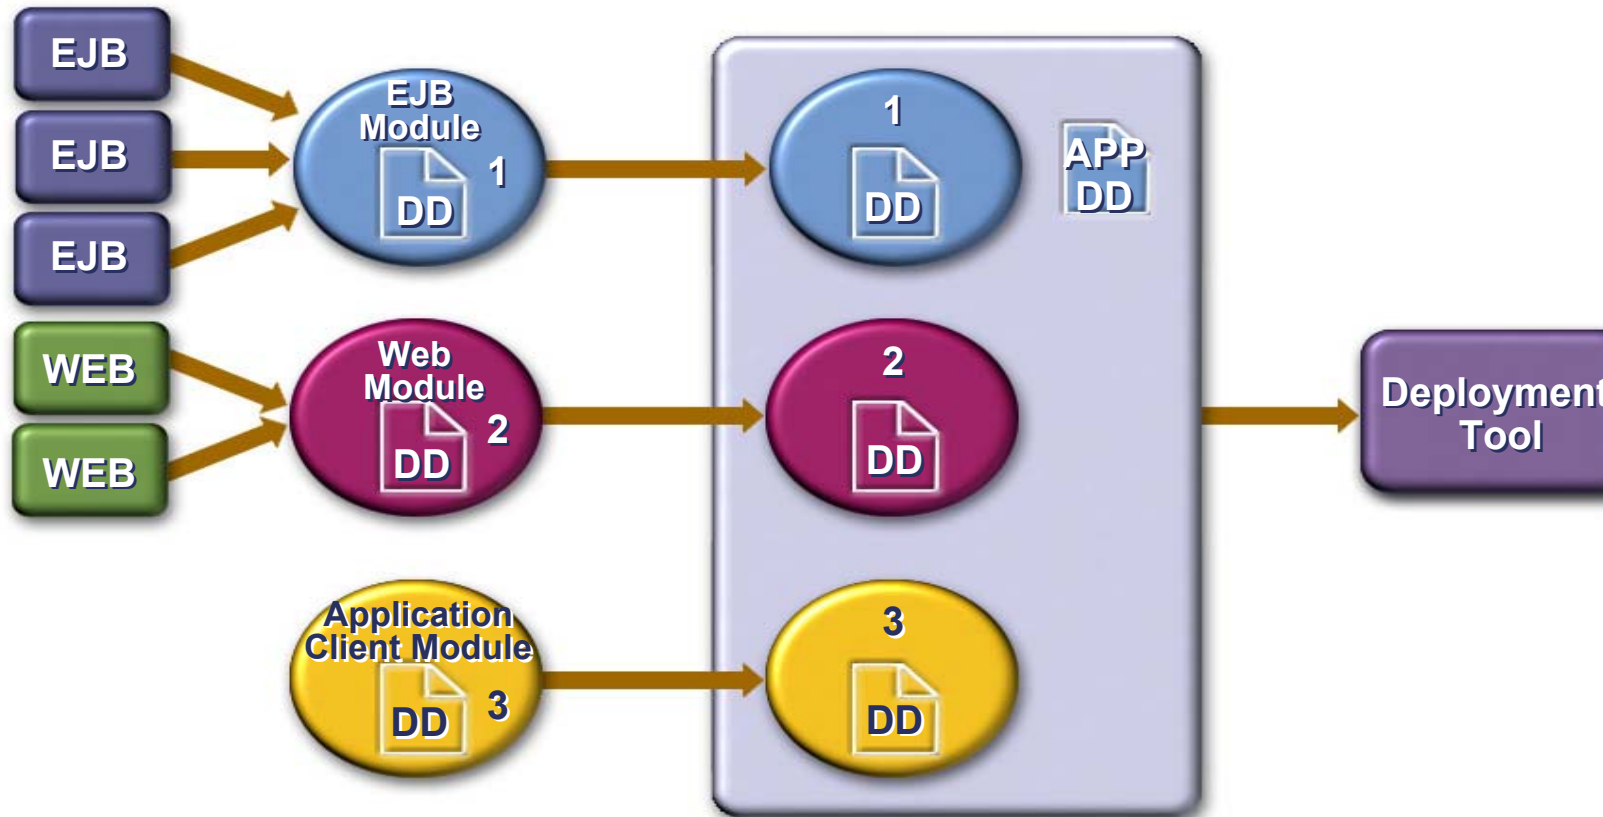 EJB
EJB
EJB
WEB
WEB
EJB
Module
1
DD
Web
Module
2
DD
Application
Client Module
3
DD
1
DD
APP
DD
2
DD
3
DD
Deployment
Tool